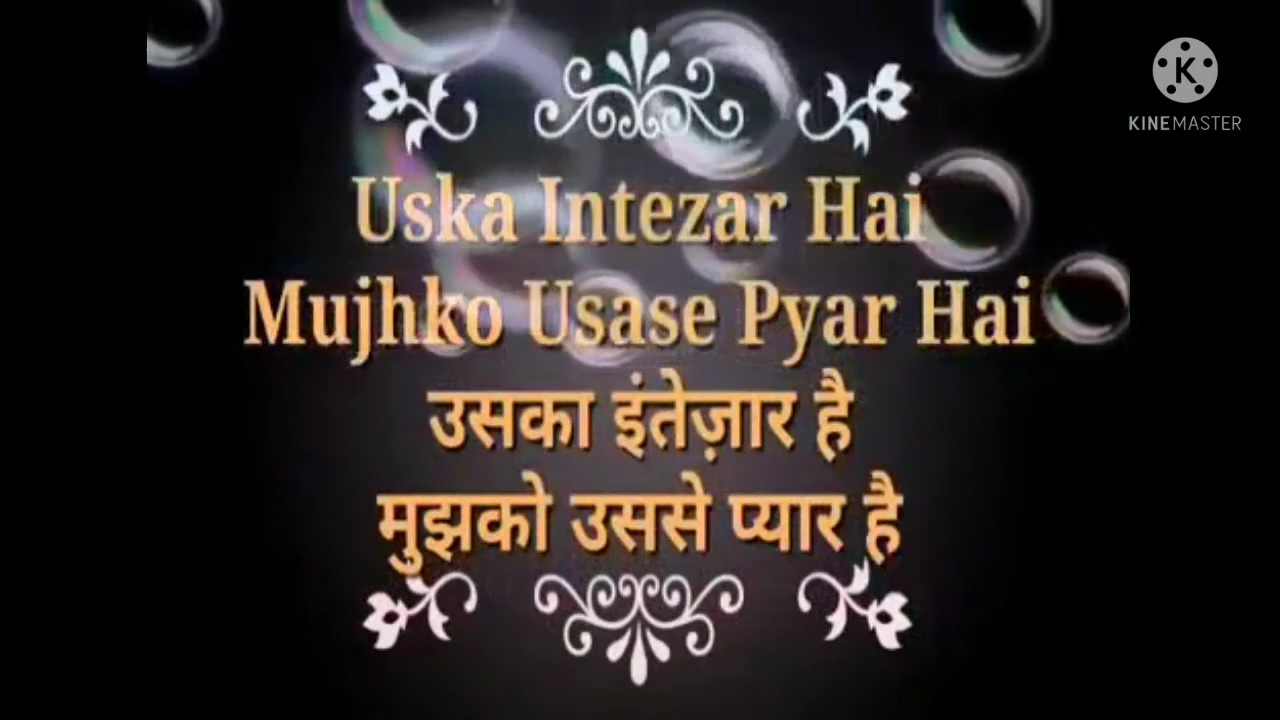 KINEMASTER
Uska Intezar Hai
Mujhko Usase Pyar Hai
उसका इंतेज़ार है
मुझको उससे प्यार है